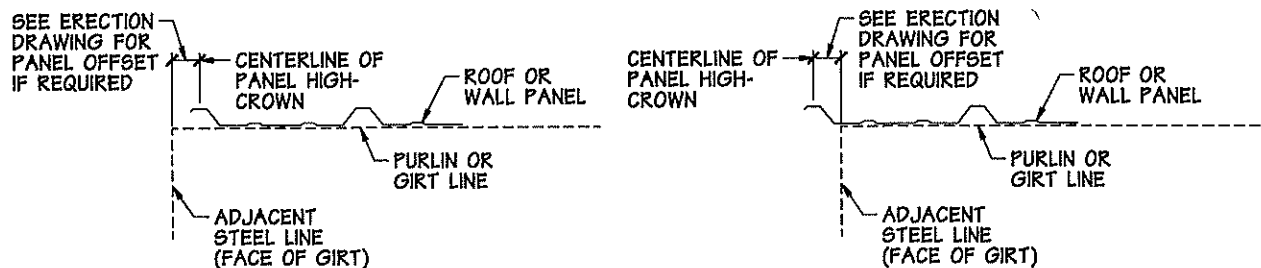 SEE ERECTION
DRAWING FOR
PANEL OFFSET
IF REQUIRED
CENTERLINE OF
PANEL HIGH-
CROWN
ROOF OR
WALL PANEL
PURLIN OR
GIRT LINE
ADJACENT
STEEL LINE
(FACE OF GIRT)
SEE ERECTION
DRAWING FOR
PANEL OFFSET
IF REQUIRED
CENTERLINE OF
PANEL HIGH-
CROWN
ROOF OR
WALL PANEL
PURLIN OR
GIRT LINE
ADJACENT
STEEL LINE
(FACE OF GIRT)